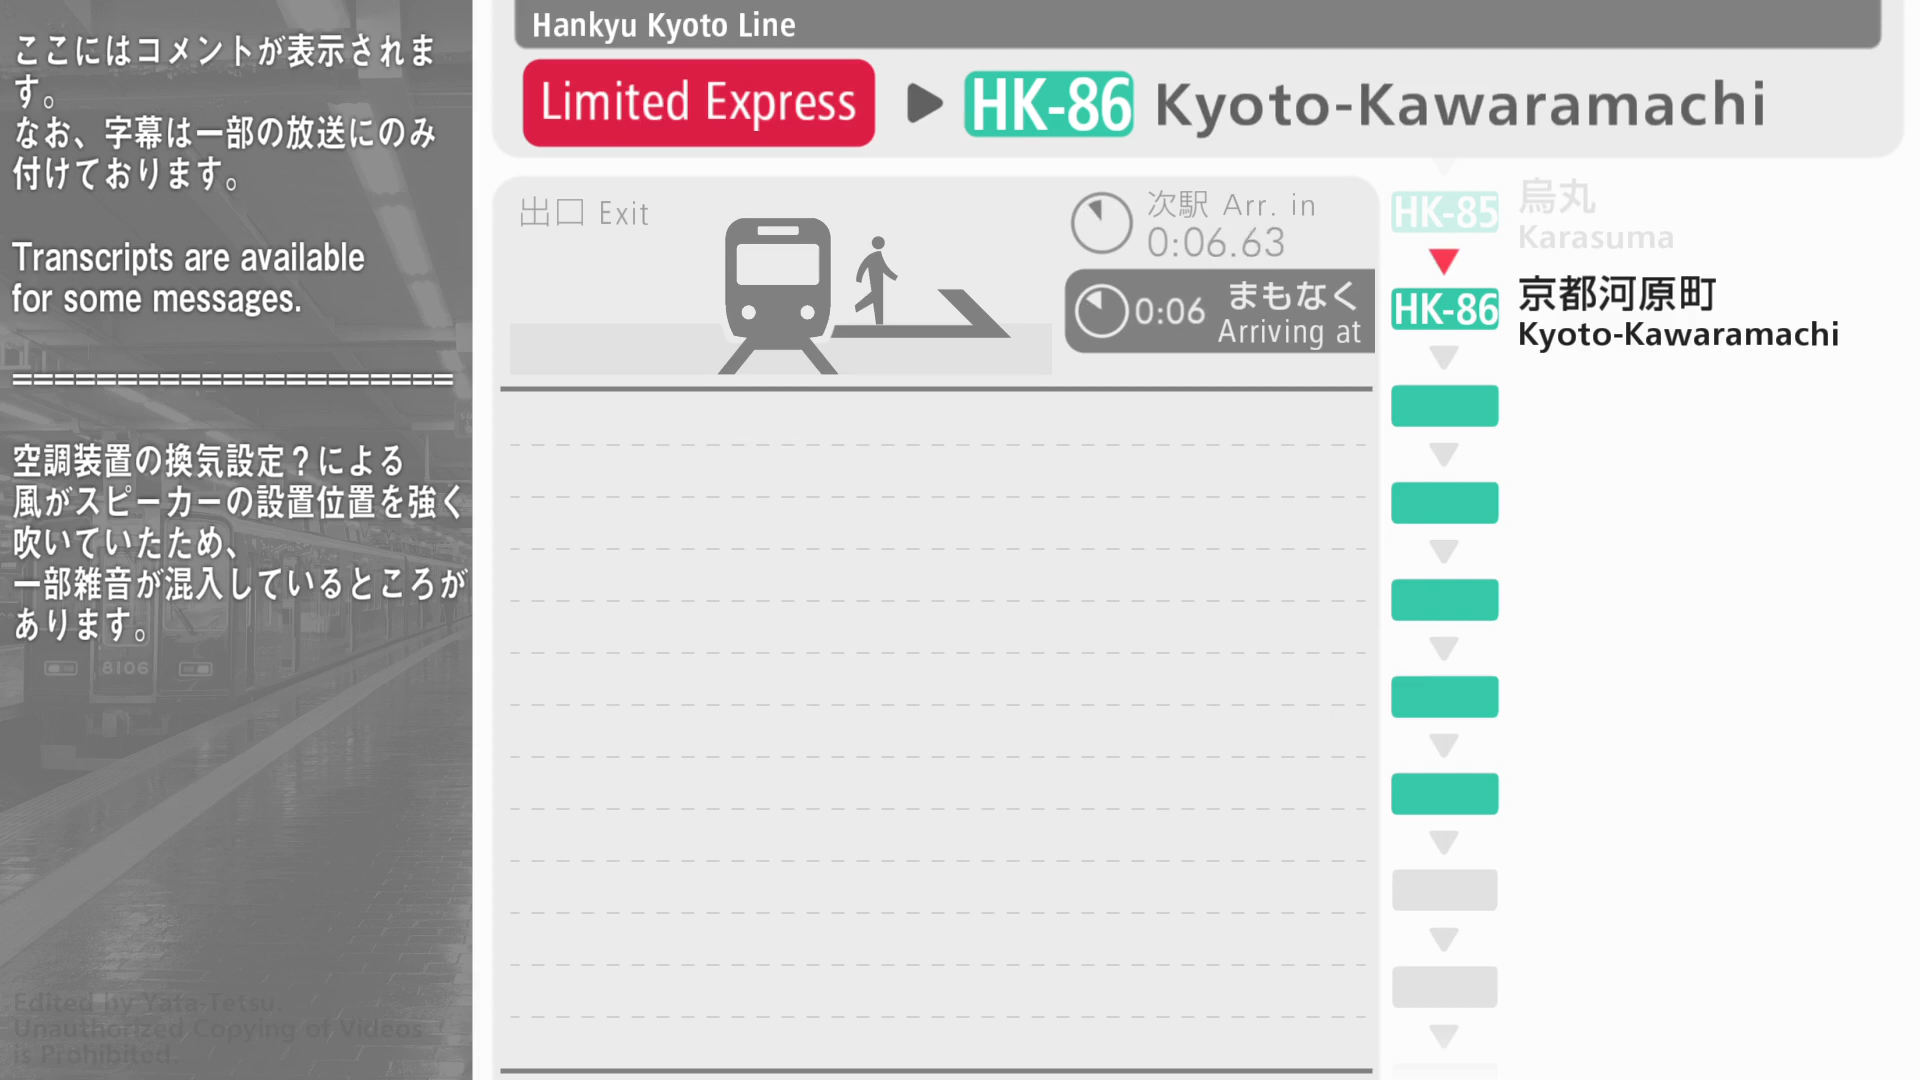 ここにはコメントが表示されま
す。
なお、字幕は一部の放送にのみ
付けております。
Transcripts are available
for some messages.
=====================
空調装置の換気設定？による
風がスピーカーの設置位置を強く
吹いていたため、
一部雑音が混入しているところが
あります。
8106
Edited by Yata-Tetsu.
Unauthorized Copying of Videos
is Prohibited.
Hankyu Kyoto Line
Limited Express
HK-86 Kyoto-Kawaramachi
出口 Exit
次駅 Arr. in
0:06.63
0:06 まもなく
Arriving at
HK-85 烏丸
Karasuma
HK-86 京都河原町
Kyoto-Kawaramachi